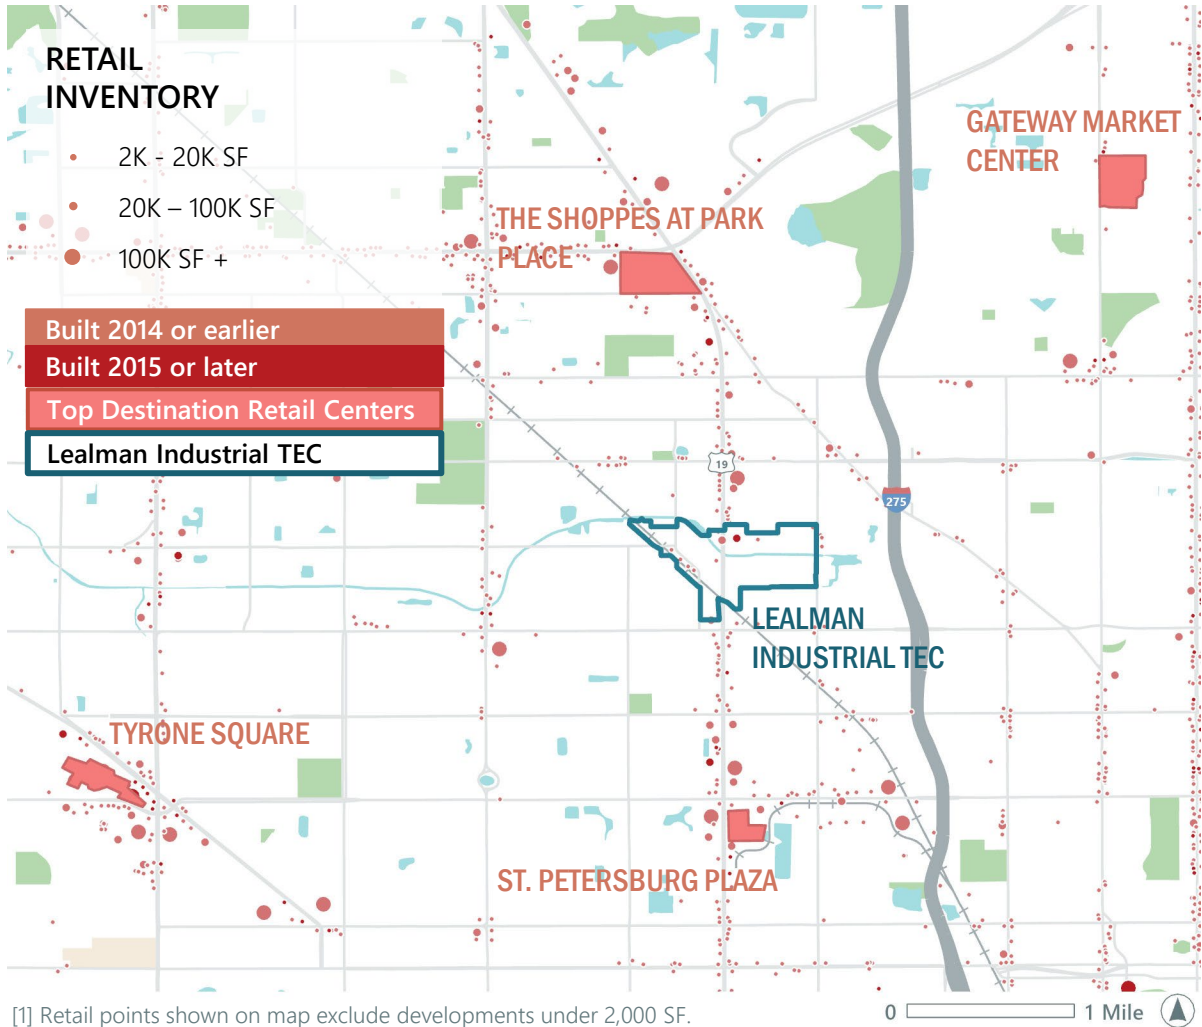 RETAIL
INVENTORY
2K - 20K SF
20K – 100K SF
100K SF +
Built 2014 or earlier
Built 2015 or later
Top Destination Retail Centers
Lealman Industrial TEC
GATEWAY MARKET
CENTER
THE SHOPPES AT PARK
PLACE
19
275
LEALMAN
INDUSTRIAL TEC
TYRONE SQUARE
ST. PETERSBURG PLAZA
[1] Retail points shown on map exclude developments under 2,000 SF.
0 1 Mile